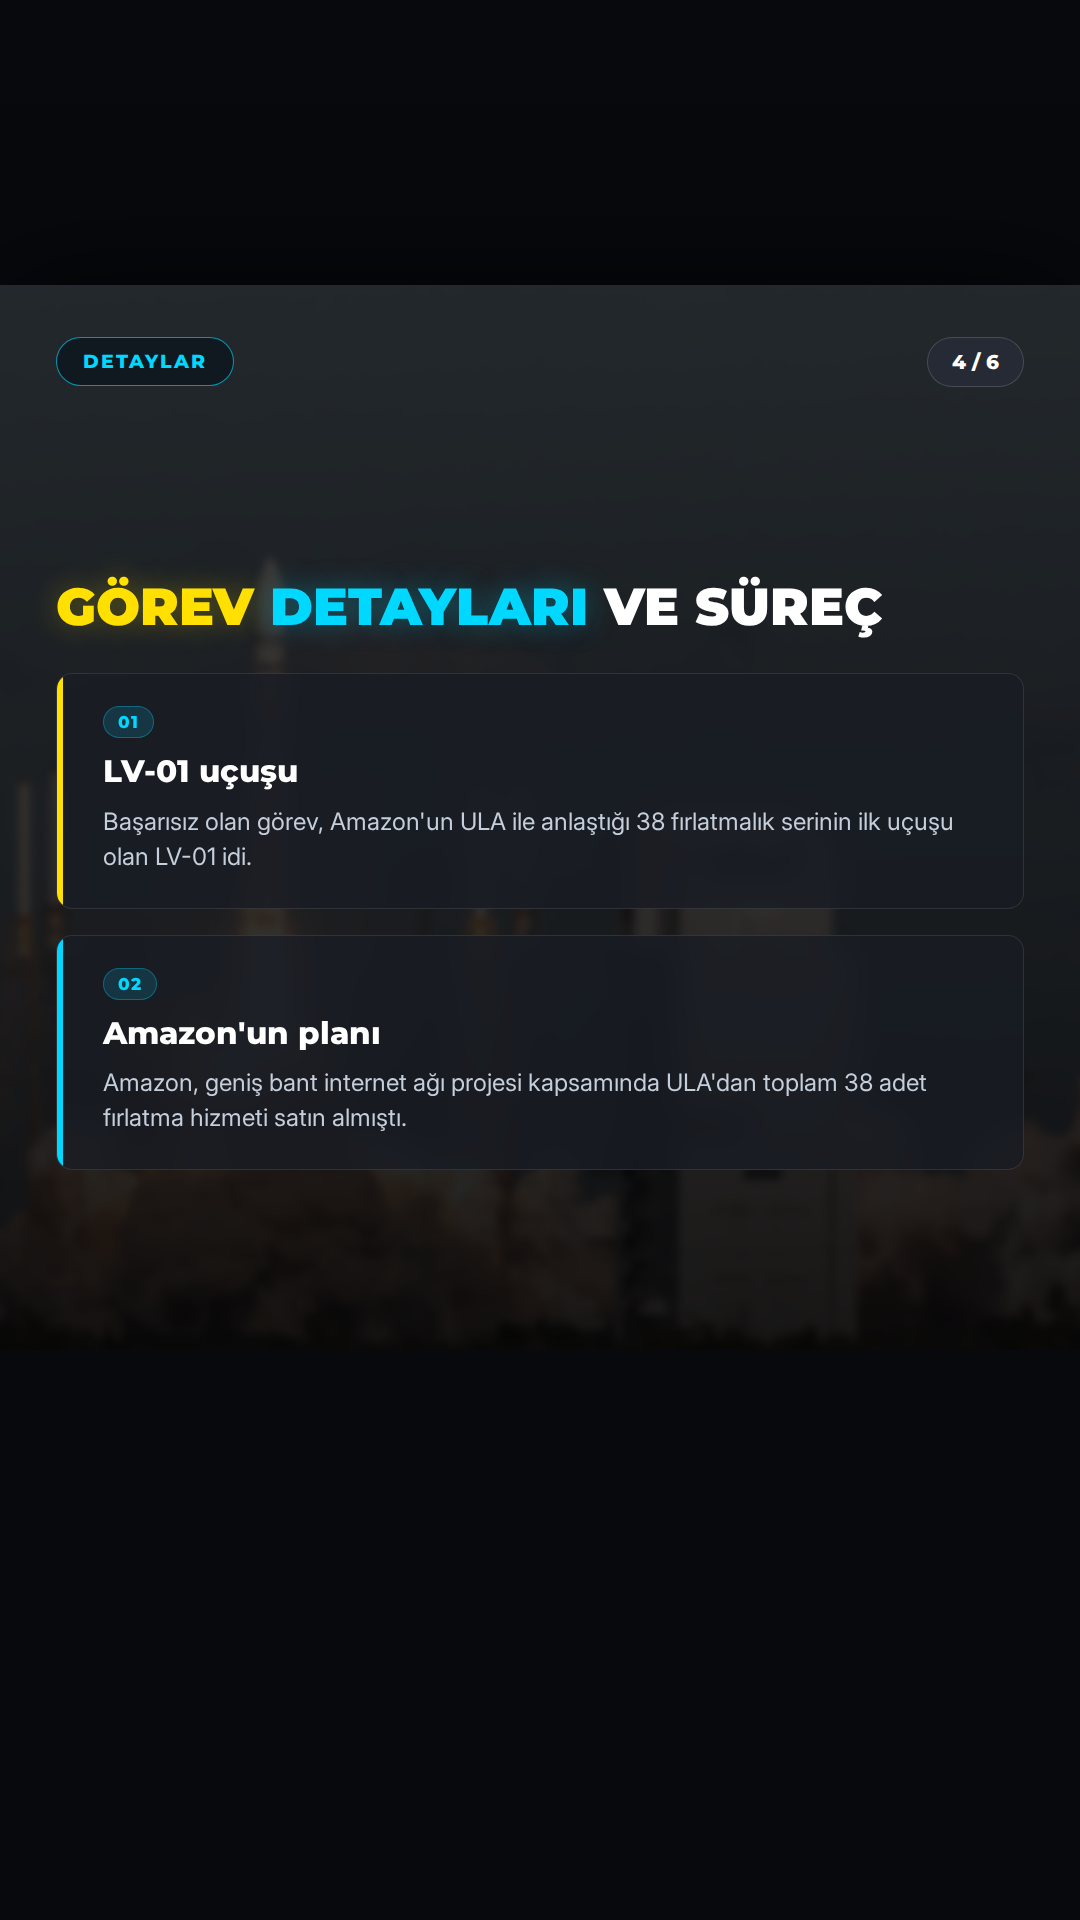 DETAYLAR
4 / 6
GÖREV DETAYLARI VE SÜREÇ
01
LV-01 uçuşu
Başarısız olan görev, Amazon'un ULA ile anlaştığı 38 fırlatmalık serinin ilk uçuşu
olan LV-01 idi.
02
Amazon'un planı
Amazon, geniş bant internet ağı projesi kapsamında ULA'dan toplam 38 adet
fırlatma hizmeti satın almıştı.